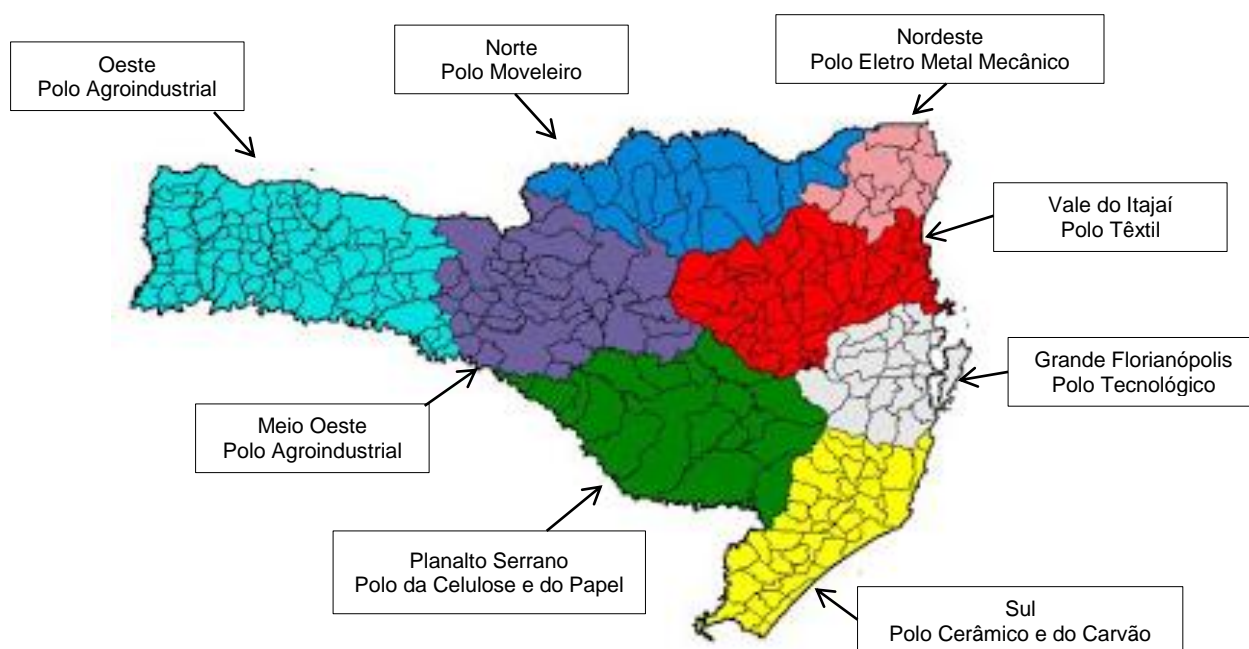 Oeste
Polo Agroindustrial
Norte
Polo Moveleiro
Nordeste
Polo Eletro Metal Mecânico
Vale do Itajaí
Polo Têxtil
Grande Florianópolis
Polo Tecnológico
Meio Oeste
Polo Agroindustrial
Planalto Serrano
Polo da Celulose e do Papel
Sul
Polo Cerâmico e do Carvão